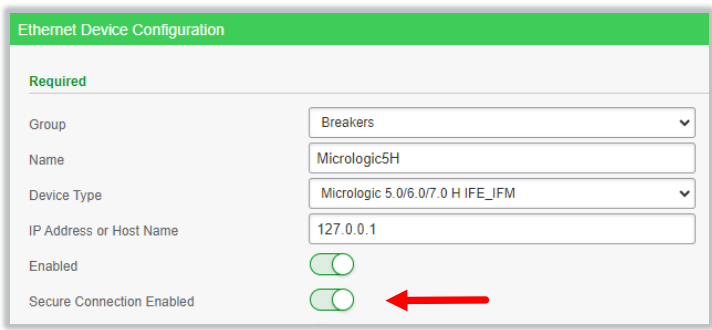 Ethernet Device Configuration
Required
Group Breakers
Name Micrologic5H
Device Type Micrologic 5.0/6.0/7.0 H IFE_IFM
IP Address or Host Name 127.0.0.1
Enabled
Secure Connection Enabled